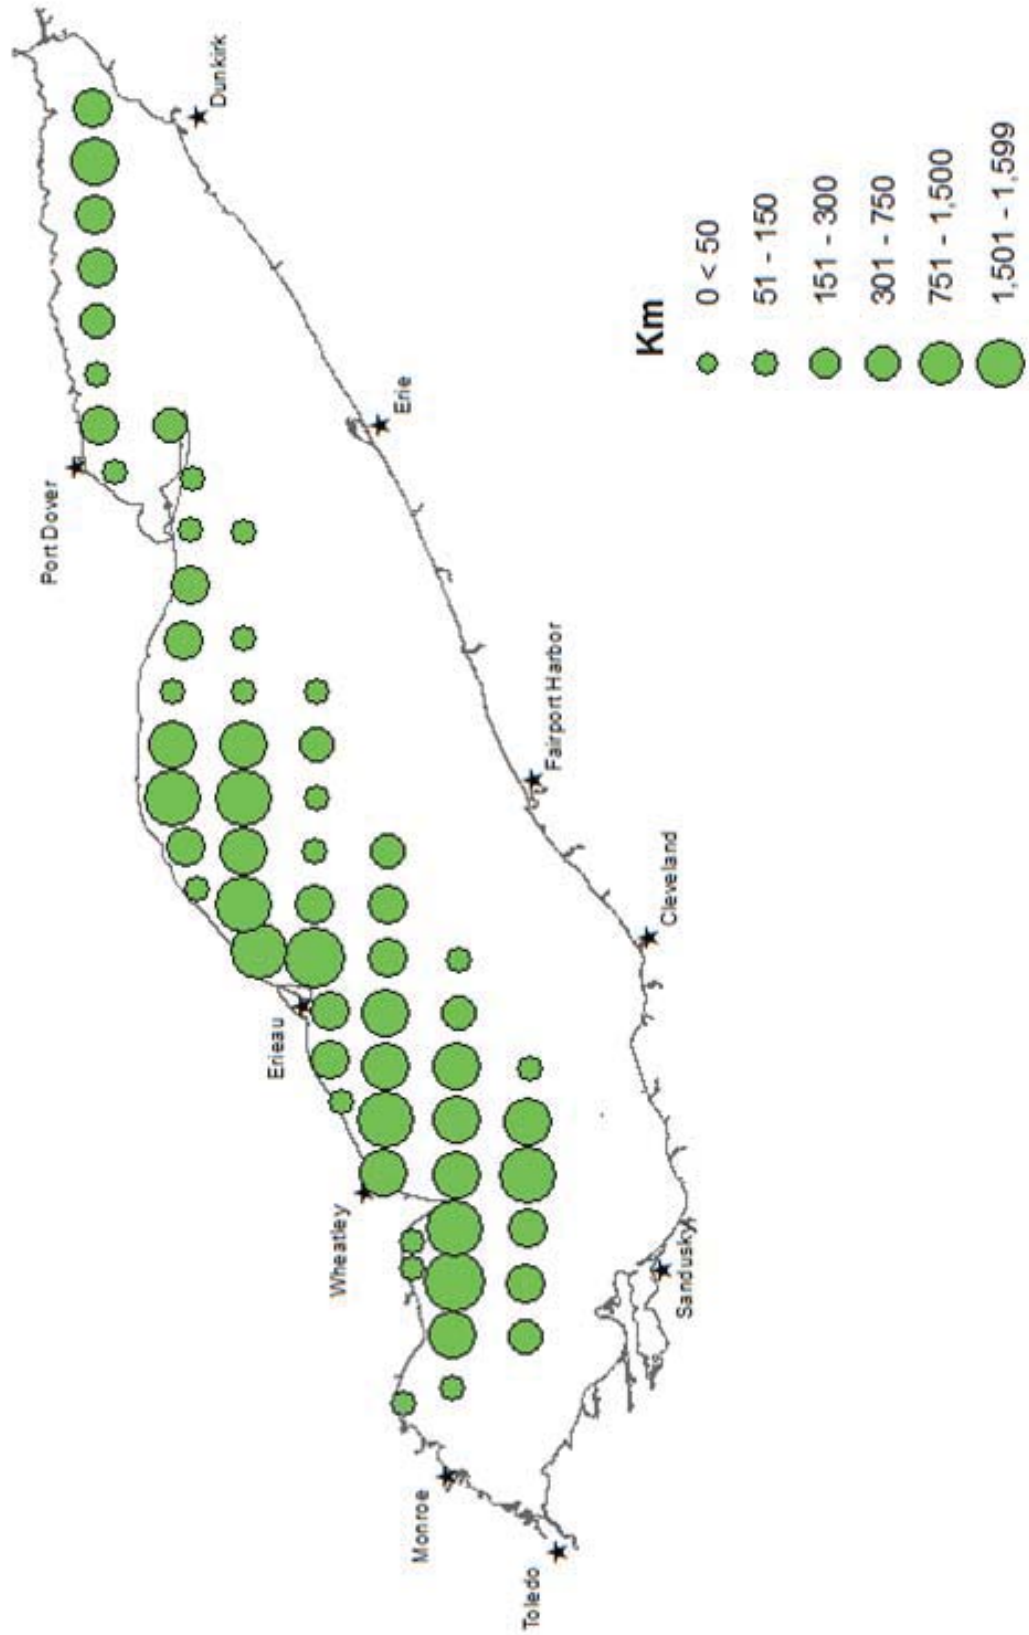 Port Dover
Dunkirk
Erie
Erieau
Fairport Harbor
Wheatley
Cleveland
Monroe
Sandusky
Toledo
Km
0 < 50
51 - 150
151 - 300
301 - 750
751 - 1,500
1,501 - 1,599